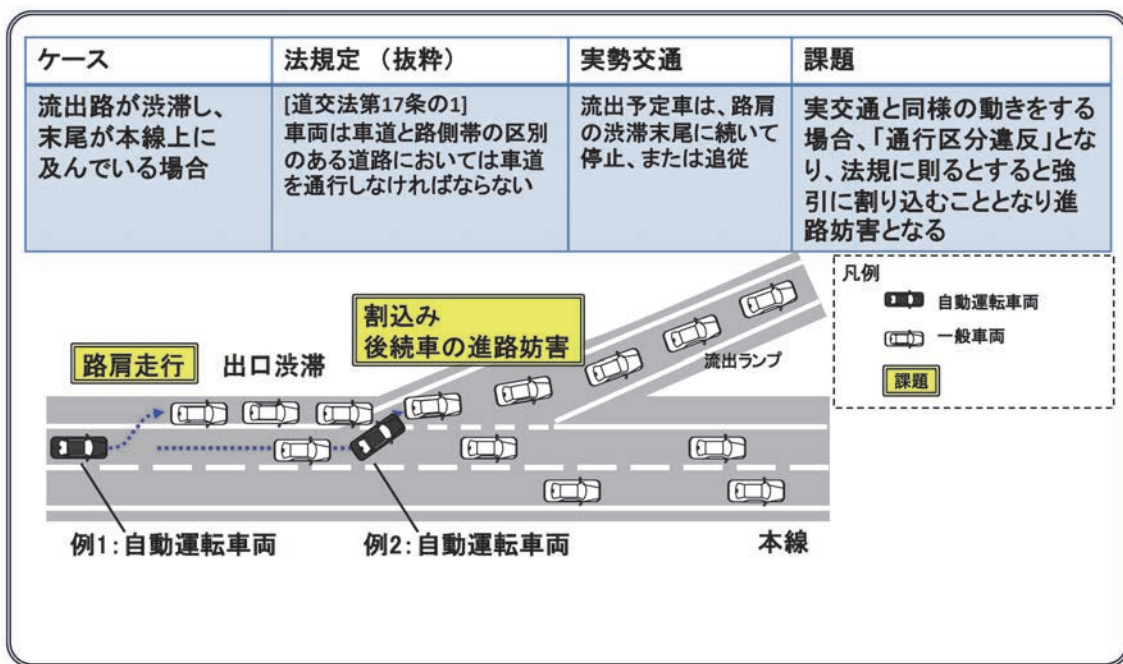 ケース
法規定 （抜粋）
実勢交通
課題
流出路が渋滞し、
末尾が本線上に
及んでいる場合
[道交法第17条の1]
車両は車道と路側帯の区別
のある道路においては車道
を通行しなければならない
流出予定車は、路肩
の渋滞末尾に続いて
停止、または追従
実交通と同様の動きをする
場合、「通行区分違反」とな
り、法規に則るとすると強
引に割り込むこととなり進
路妨害となる
凡例
自動運転車両
一般車両
課題
割込み
後続車の進路妨害
路肩走行
出口渋滞
流出ランプ
例1：自動運転車両
例2：自動運転車両
本線